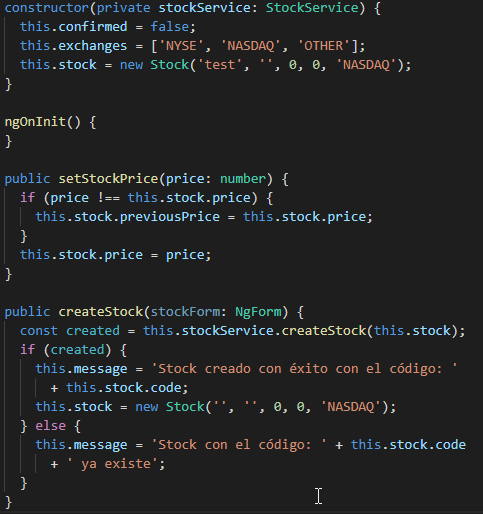 constructor(private stockService: StockService) {
this.confirmed = false;
this.exchanges = ['NYSE', 'NASDAQ', 'OTHER'];
this.stock = new Stock('test', '', 0, 0, 'NASDAQ');
}
ngOnInit() {
}
public setStockPrice(price: number) {
if (price !== this.stock.price) {
this.stock.previousPrice = this.stock.price;
}
this.stock.price = price;
}
public createStock(stockForm: NgForm) {
const created = this.stockService.createStock(this.stock);
if (created) {
this.message = 'Stock creado con éxito con el código: '
+ this.stock.code;
this.stock = new Stock('', '', 0, 0, 'NASDAQ');
} else {
this.message = 'Stock con el código: ' + this.stock.code
+ ' ya existe';
}
}